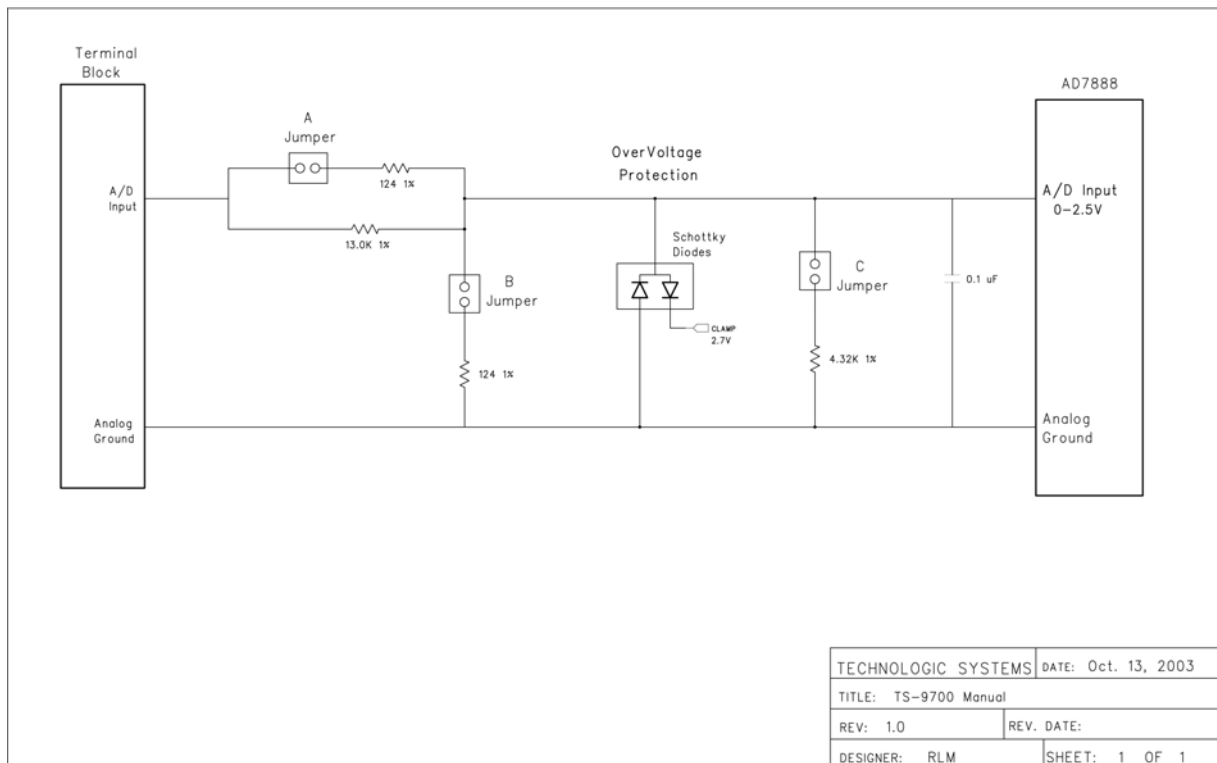 Terminal
Block
A/D
Input
Analog
Ground
A
Jumper
124 1%
13.0K 1%
B
Jumper
124 1%
OverVoltage
Protection
Schottky
Diodes
CLAMP
2.7V
C
Jumper
4.32K 1%
0.1 uF
AD7888
A/D Input
0-2.5V
Analog
Ground
TECHNOLOGIC SYSTEMS DATE: Oct. 13, 2003
TITLE: TS-9700 Manual
REV: 1.0 REV. DATE:
DESIGNER: RLM SHEET: 1 OF 1